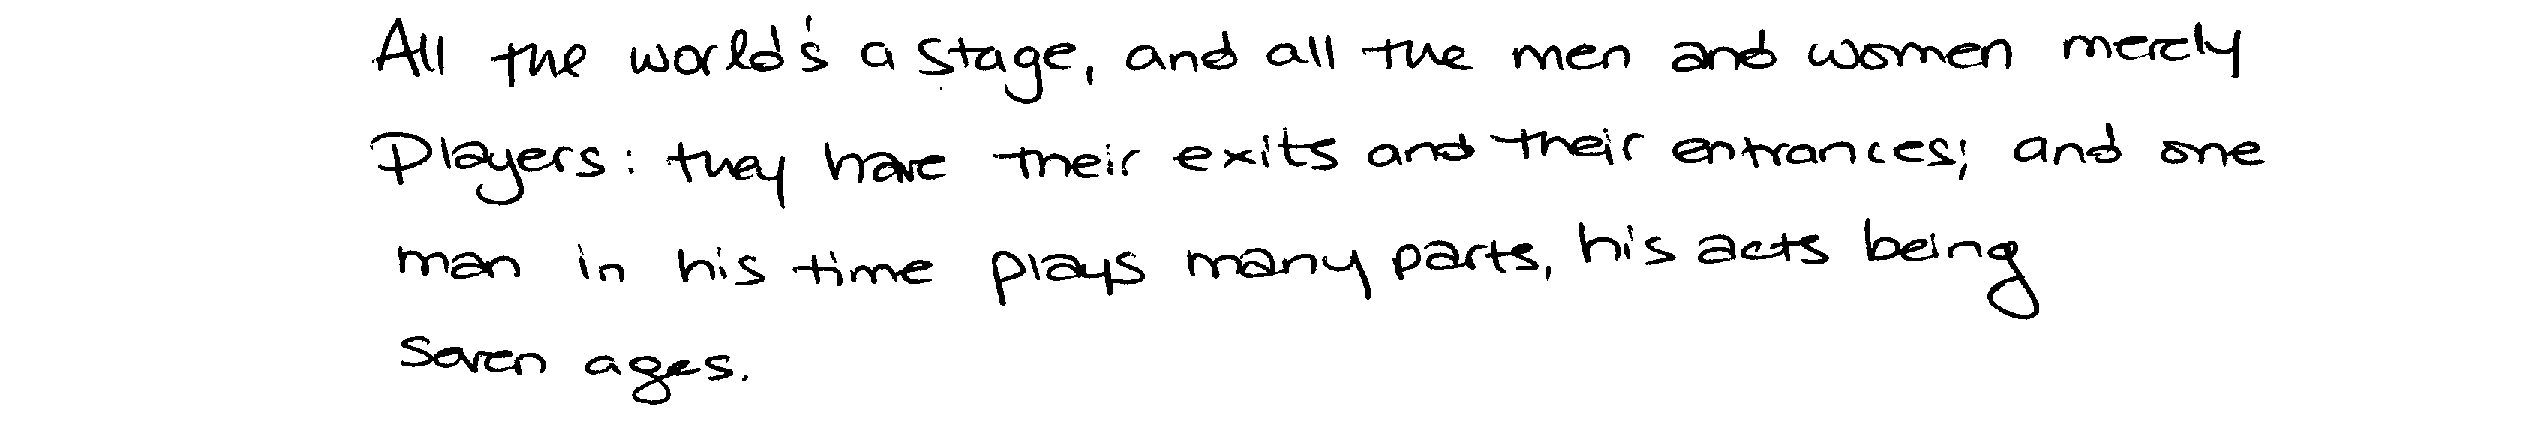 All the world's a stage, and all the men and women merely
Players: they have their exits and their entrances; and one
man in his time plays many parts, his acts being
seven ages.